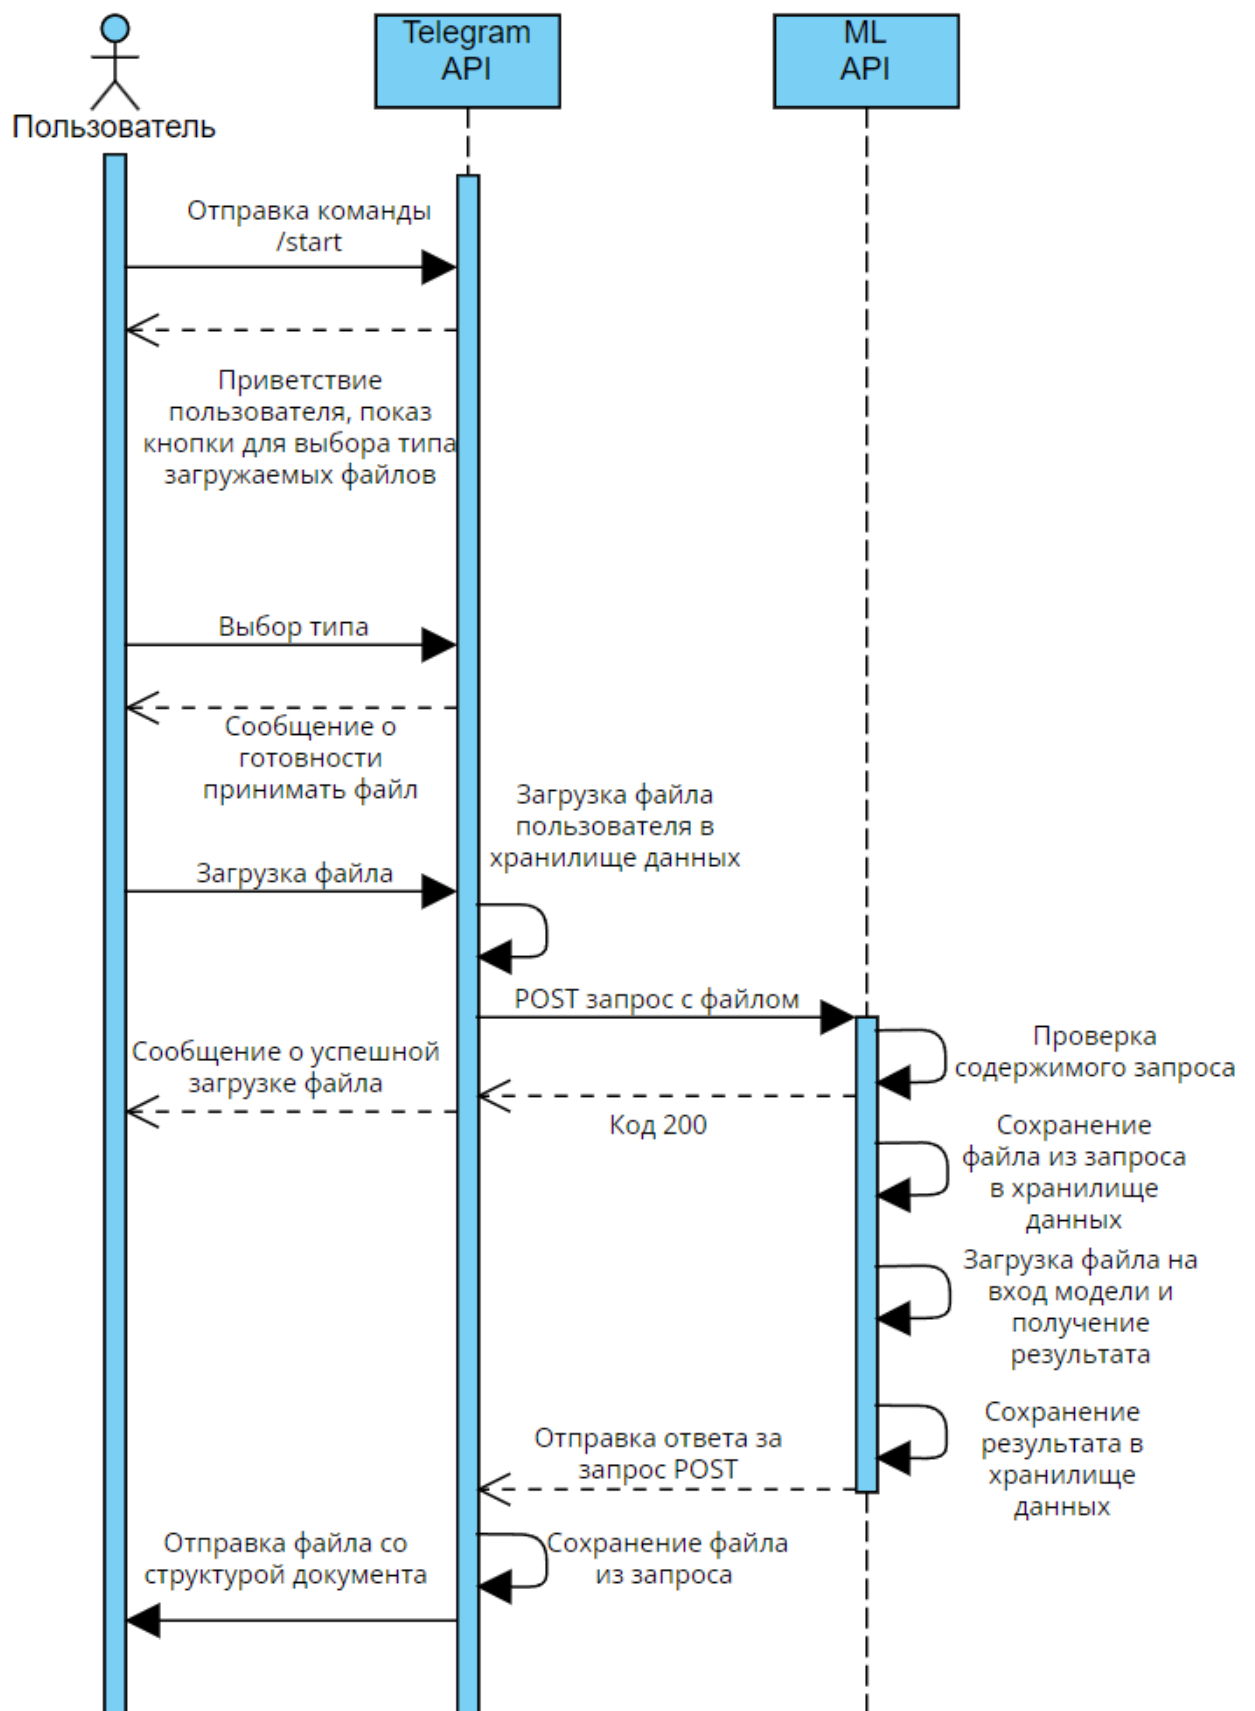 Telegram
API
ML
API
Пользователь
Отправка команды
/start
Приветствие
пользователя, показ
кнопки для выбора типа
загружаемых файлов
Выбор типа
Сообщение о
готовности
принимать файл
Загрузка файла
пользователя в
хранилище данных
Загрузка файла
POST запрос с файлом
Проверка
содержимого запроса
Сообщение о успешной
загрузке файла
Код 200
Сохранение
файла из запроса
в хранилище
данных
Загрузка файла на
вход модели и
получение
результата
Сохранение
результата в
хранилище
данных
Отправка ответа за
запрос POST
Отправка файла со
структурой документа
Сохранение файла
из запроса